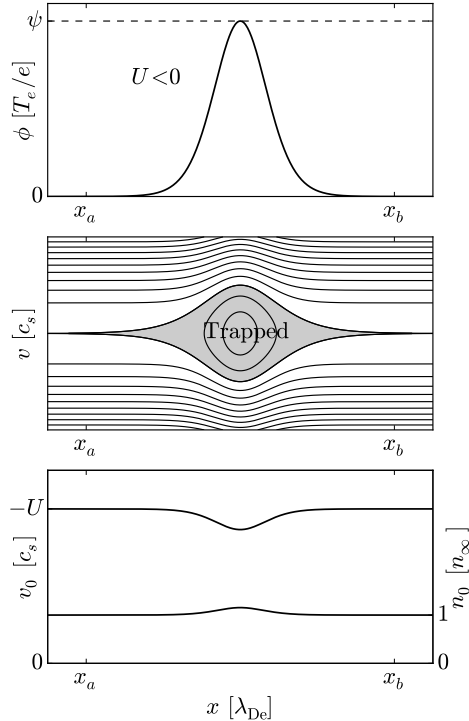 ψ
ϕ [T_e/e]
U<0
0
x_a x_b
v [c_s]
Trapped
x_a x_b
−U
v_0 [c_s]
n_0 [n_∞]
1
0 0
x_a x_b
x [λ_De]